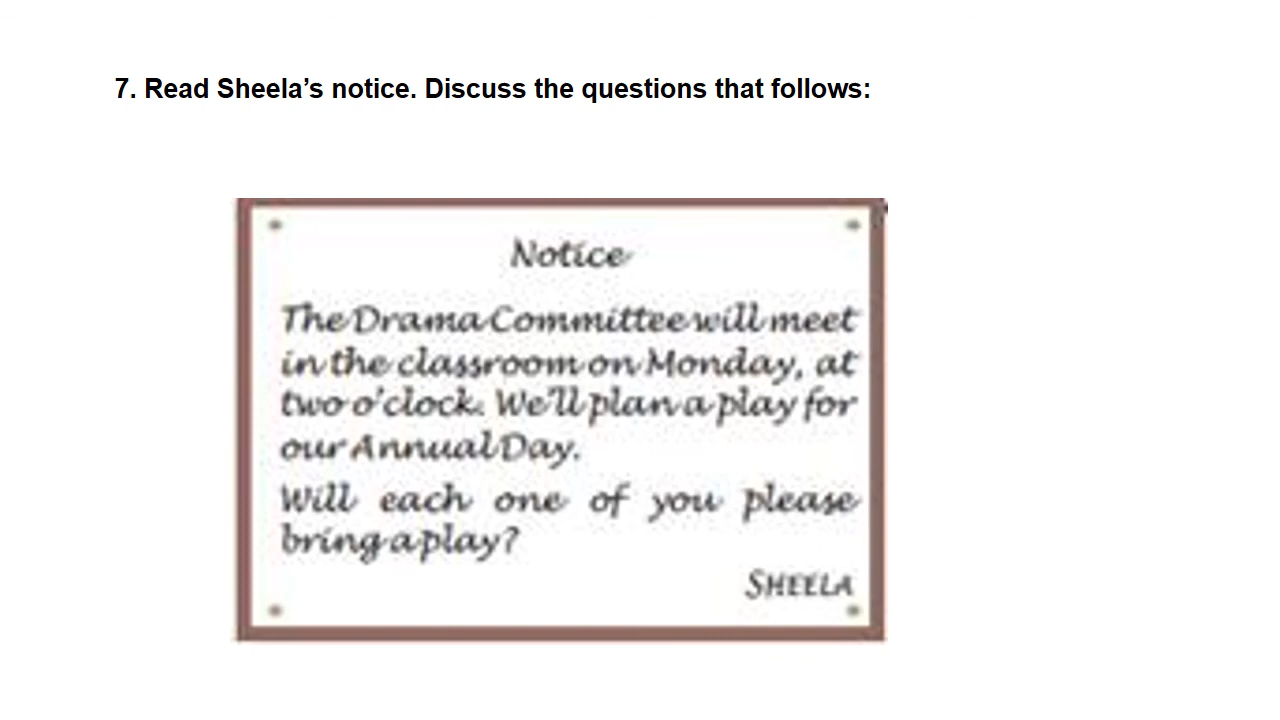 7. Read Sheela’s notice. Discuss the questions that follows:
Notice
The Drama Committee will meet
in the classroom on Monday, at
two o'clock. We'll plan a play for
our Annual Day.
Will each one of you please
bring a play?
SHEELA